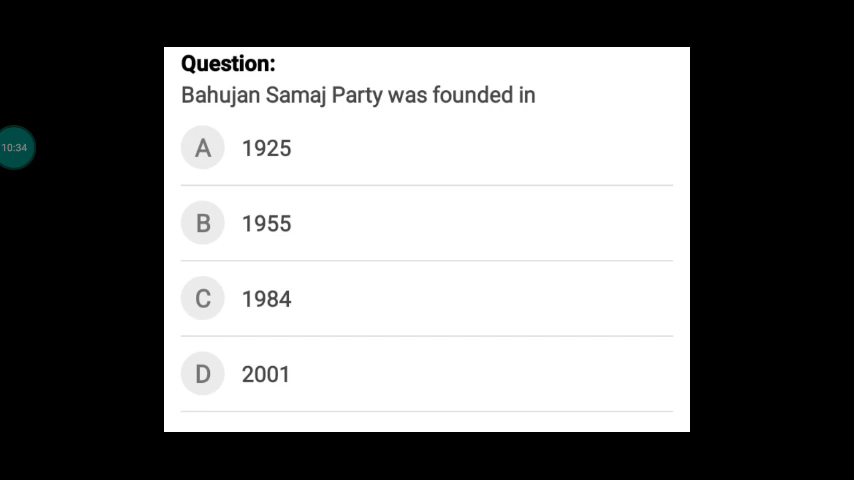 Question:
Bahujan Samaj Party was founded in
10:34
A 1925
B 1955
C 1984
D 2001